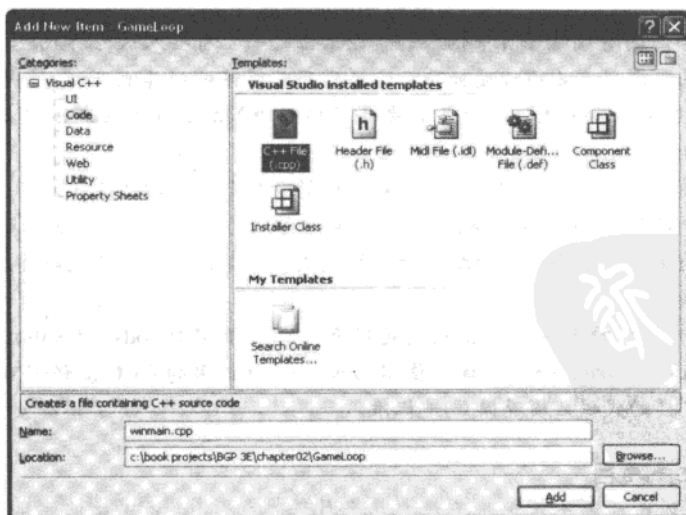 Add New Item - GameLoop
Categories:
Templates:
Visual C++
UI
Code
Data
Resource
Web
Utility
Property Sheets
Visual Studio installed templates
C++ File (.cpp)
Header File (.h)
Midl File (.idl)
Module-Defi... File (.def)
Component Class
Installer Class
My Templates
Search Online Templates...
Creates a file containing C++ source code
Name:
winmain.cpp
Location:
c:\book projects\BGP 3E\chapter02\GameLoop
Browse...
Add
Cancel